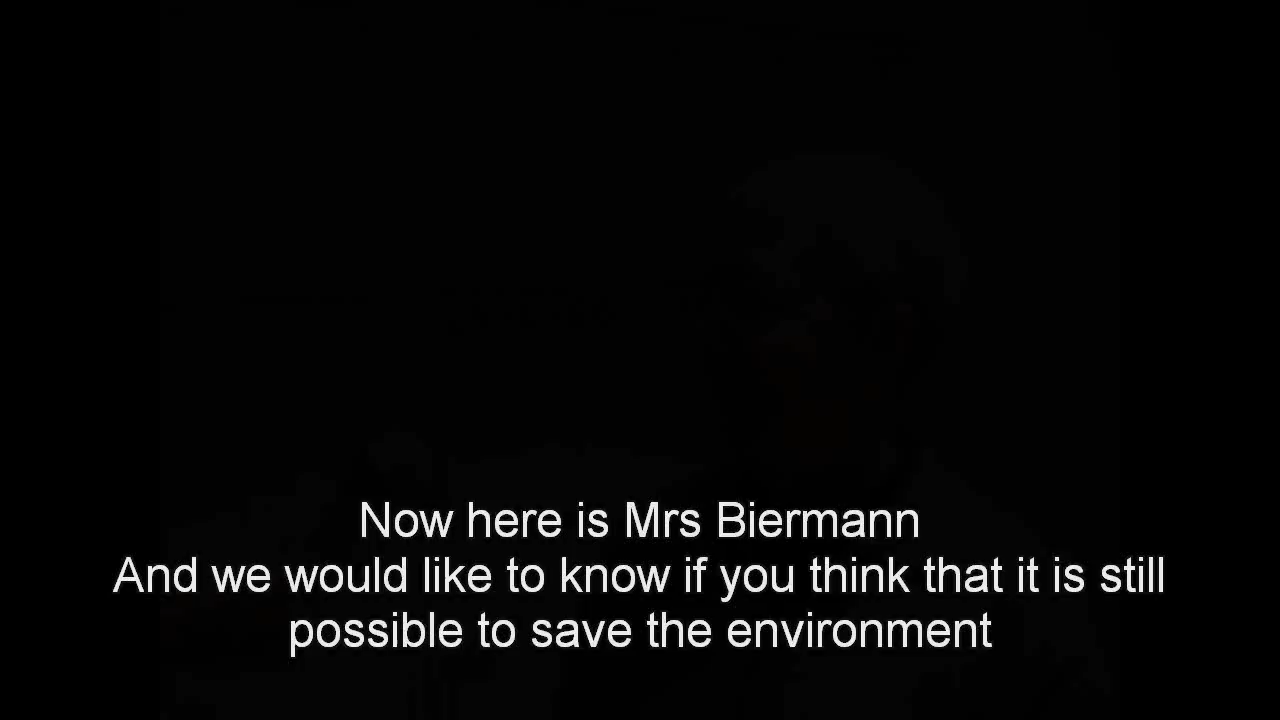 Now here is Mrs Biermann
And we would like to know if you think that it is still
possible to save the environment